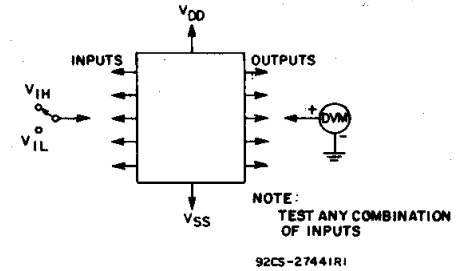 VDD
INPUTS
OUTPUTS
VIH
VIL
+
DVM
-
VSS
NOTE:
TEST ANY COMBINATION
OF INPUTS
92CS-27441R1